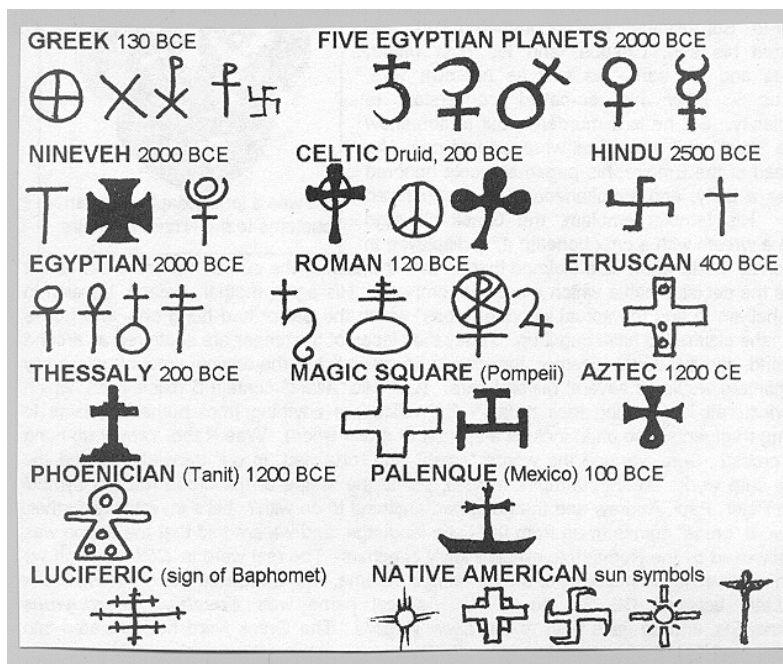 GREEK 130 BCE
FIVE EGYPTIAN PLANETS 2000 BCE
NINEVEH 2000 BCE
CELTIC Druid, 200 BCE
HINDU 2500 BCE
EGYPTIAN 2000 BCE
ROMAN 120 BCE
ETRUSCAN 400 BCE
THESSALY 200 BCE
MAGIC SQUARE (Pompeii)
AZTEC 1200 CE
PHOENICIAN (Tanit) 1200 BCE
PALENQUE (Mexico) 100 BCE
LUCIFERIC (sign of Baphomet)
NATIVE AMERICAN sun symbols